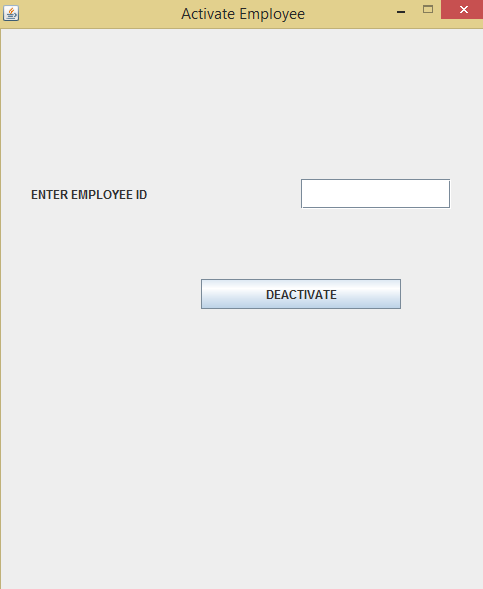 Activate Employee
ENTER EMPLOYEE ID
DEACTIVATE